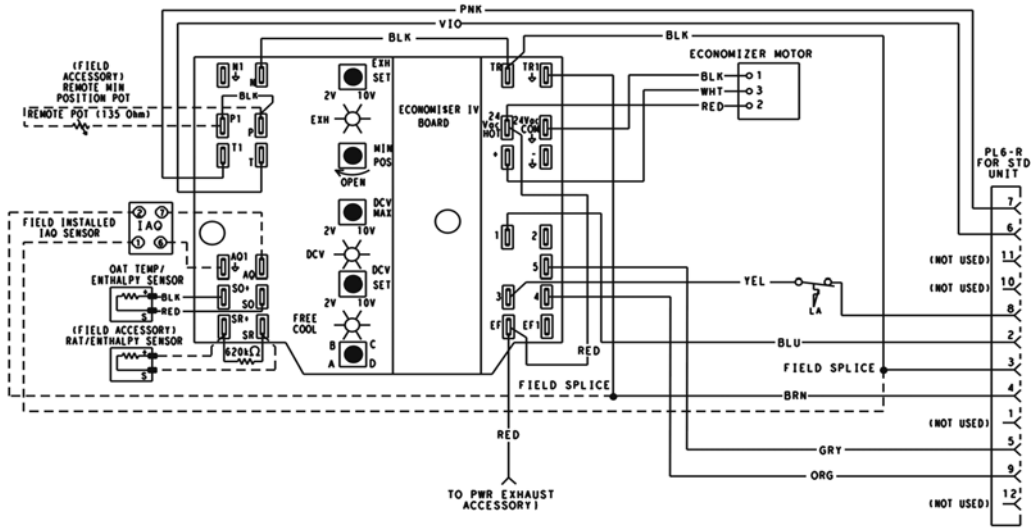 PNK
VIO
BLK
BLK
(FIELD
ACCESSORY)
REMOTE MIN
POSITION POT
REMOTE POT (135 Ohm)
N1
N
BLK
P1
P
T1
T
EXH
SET
2V 10V
EXH
MIN
POS
OPEN
DCV
MAX
2V 10V
DCV
DCV
SET
2V 10V
FREE
COOL
B C
A D
ECONOMISER IV
BOARD
TR
TR1
24
Vac
HOT
24Vac
COM
+
-
1
2
5
3
4
EF
EF1
ECONOMIZER MOTOR
BLK
1
WHT
3
RED
2
FIELD INSTALLED
IAQ SENSOR
2 7
IAQ
1 6
AQ1
AQ
OAT TEMP/
ENTHALPY SENSOR
+
S
BLK
RED
SO+
SO
(FIELD ACCESSORY)
RAT/ENTHALPY SENSOR
+
S
SR+
SR
620kΩ
RED
YEL
LA
BLU
FIELD SPLICE
FIELD SPLICE
BRN
RED
GRY
ORG
TO PWR EXHAUST
ACCESSORY)
PL6-R
FOR STD
UNIT
7
6
(NOT USED) 11
(NOT USED) 10
8
2
3
4
(NOT USED) 1
5
9
(NOT USED) 12